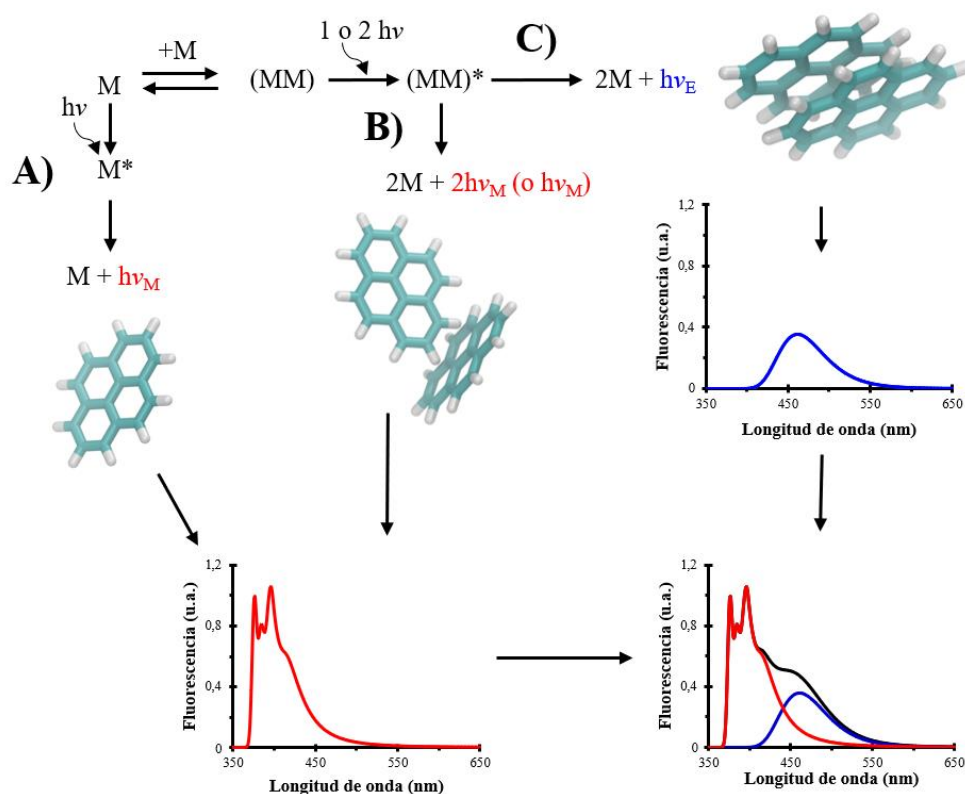 +M
1 o 2 hν
C)
M
(MM)
(MM)*
2M + hνE
hν
A)
M*
B)
2M + 2hνM (o hνM)
M + hνM
1,2
0,8
0,4
0
Fluorescencia (u.a.)
350 450 550 650
Longitud de onda (nm)
1,2
0,8
0,4
0
Fluorescencia (u.a.)
350 450 550 650
Longitud de onda (nm)
1,2
0,8
0,4
0
Fluorescencia (u.a.)
350 450 550 650
Longitud de onda (nm)